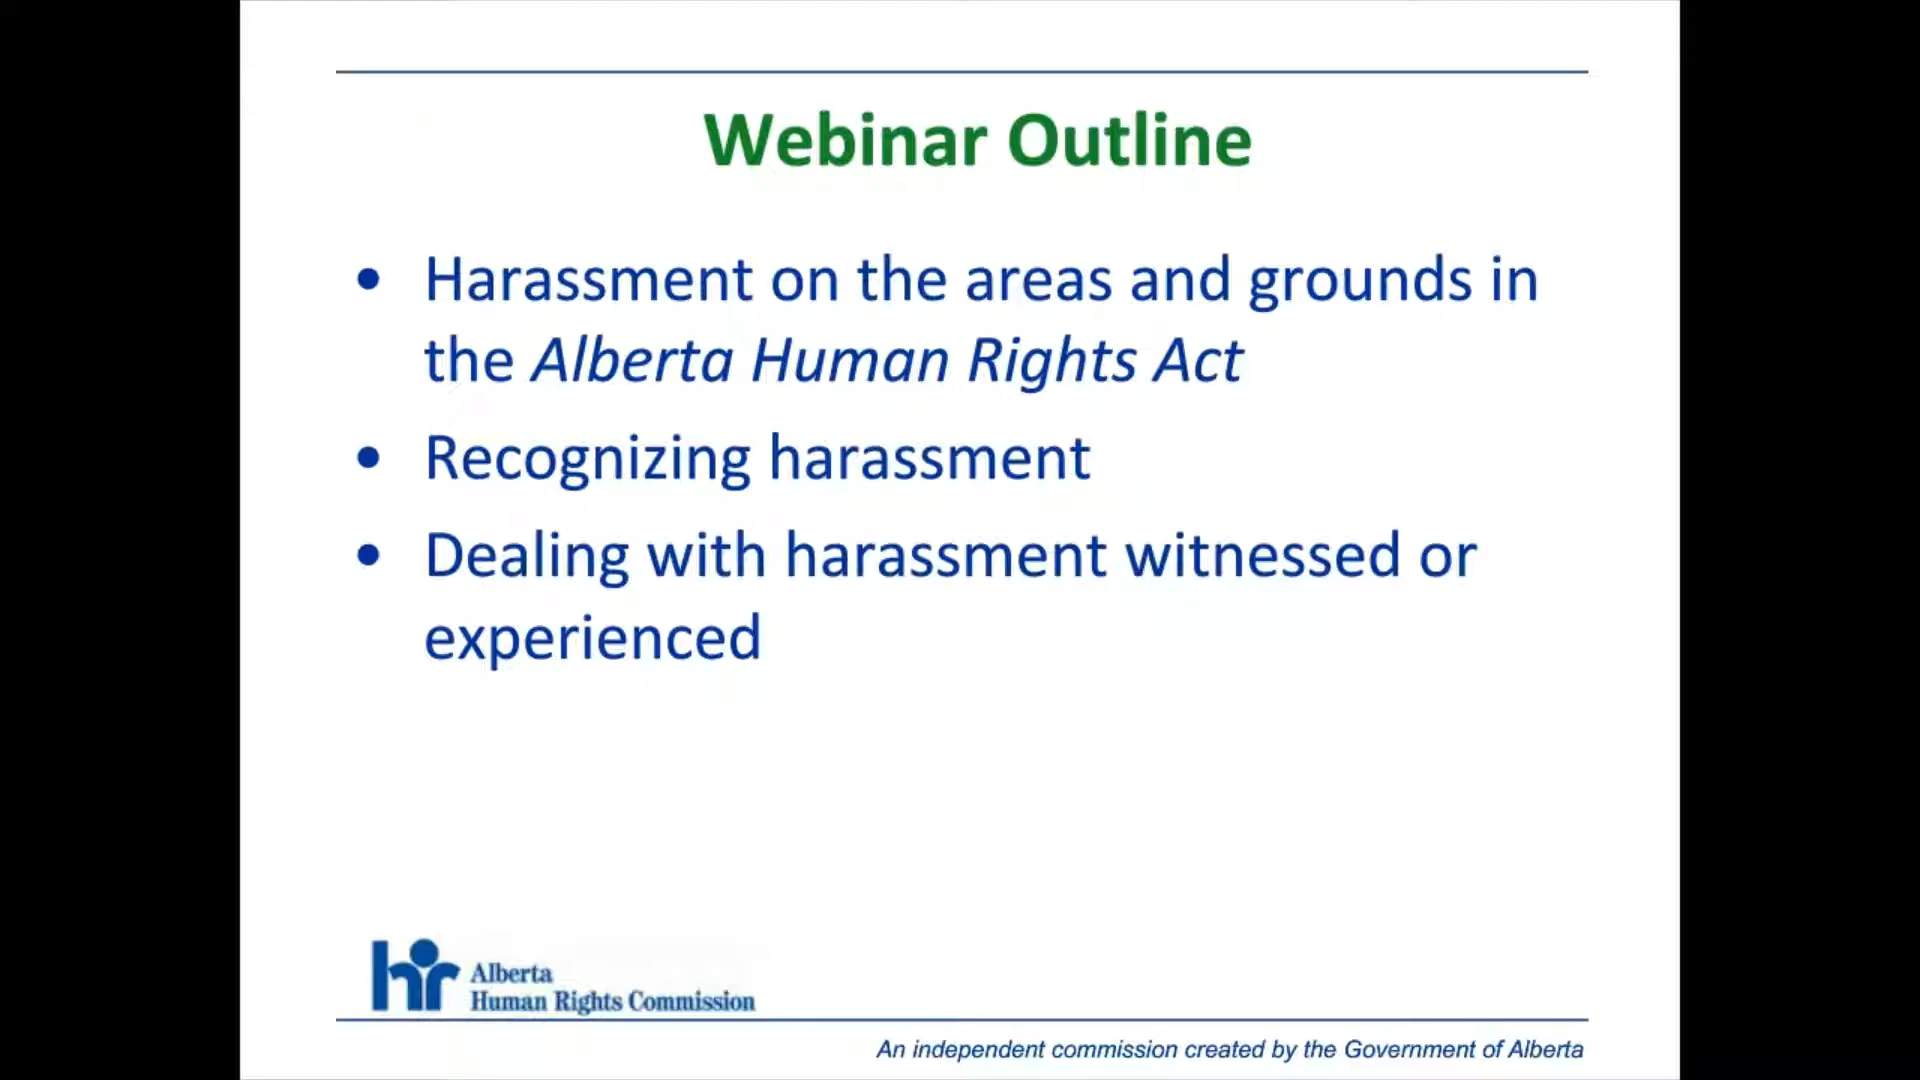 Webinar Outline
• Harassment on the areas and grounds in
the Alberta Human Rights Act
• Recognizing harassment
• Dealing with harassment witnessed or
experienced
hr
Alberta
Human Rights Commission
An independent commission created by the Government of Alberta